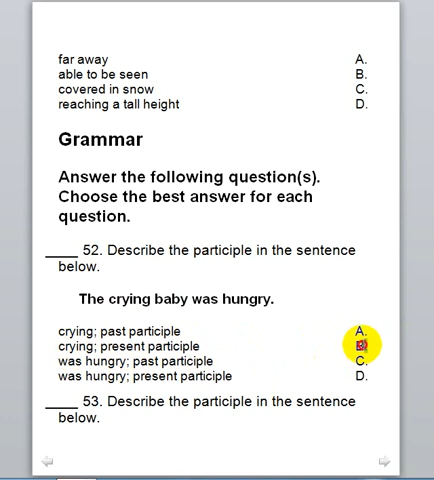 far away A.
able to be seen B.
covered in snow C.
reaching a tall height D.
Grammar
Answer the following question(s).
Choose the best answer for each
question.
____ 52. Describe the participle in the sentence
below.
The crying baby was hungry.
crying; past participle A.
crying; present participle B.
was hungry; past participle C.
was hungry; present participle D.
____ 53. Describe the participle in the sentence
below.